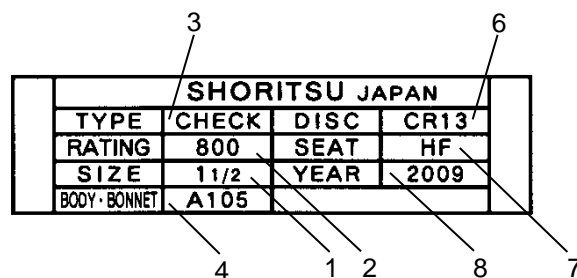 3 6
SHORITSU JAPAN
TYPE CHECK DISC CR13
RATING 800 SEAT HF
SIZE 1 1/2 YEAR 2009
BODY・BONNET A105
4 1 2 8 7